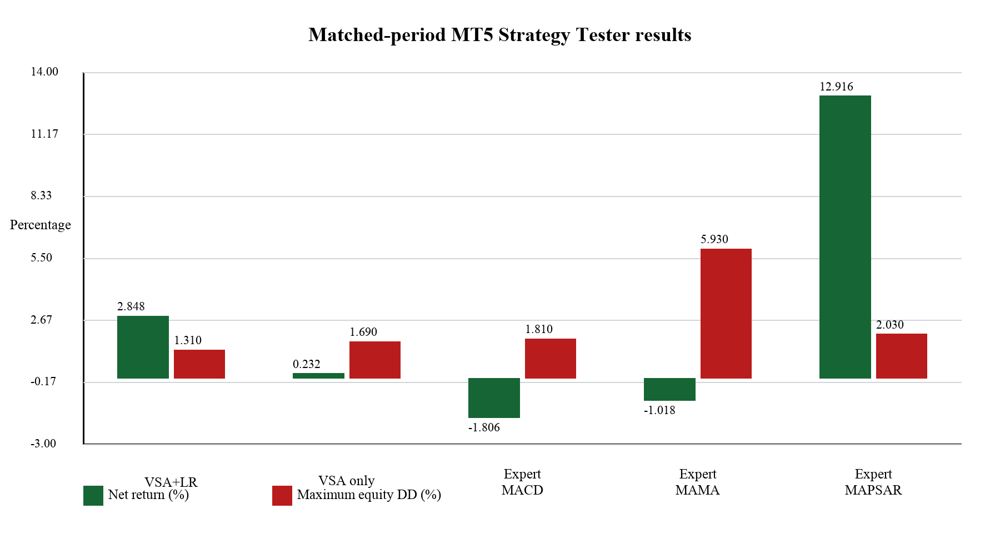 Matched-period MT5 Strategy Tester results
14.00
12.916
11.17
8.33
Percentage
5.930
5.50
2.848
2.67
2.030
1.310
1.690
1.810
0.232
-0.17
-1.018
-1.806
-3.00
VSA+LR
VSA only
Expert
MACD
Expert
MAMA
Expert
MAPSAR
Net return (%)
Maximum equity DD (%)